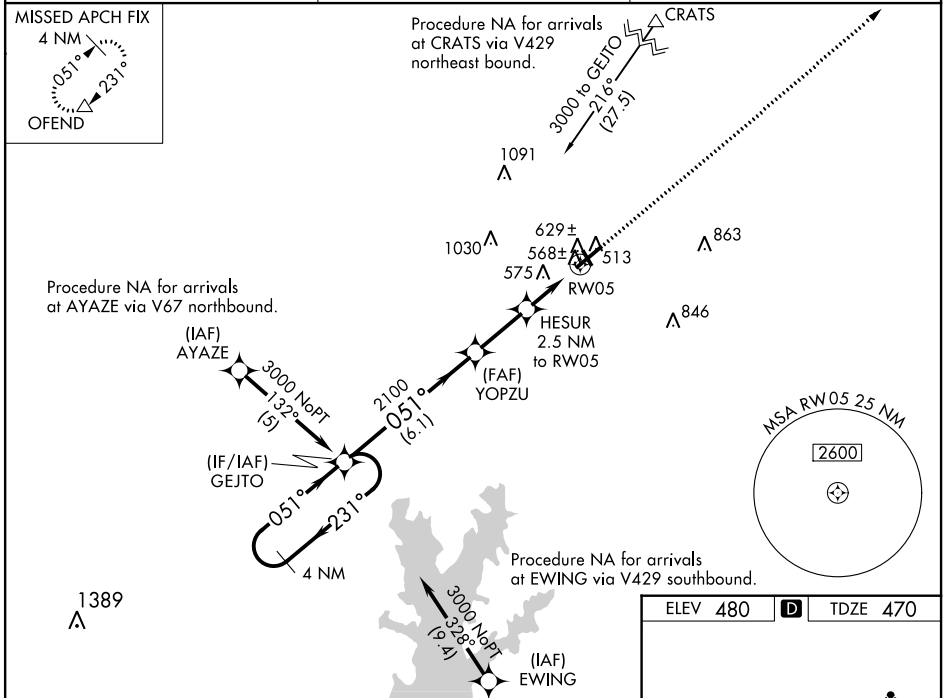 MISSED APCH FIX
4 NM
051°
231°
OFEND
Procedure NA for arrivals
at CRATS via V429
northeast bound.
CRATS
3000 to GEJTO
216°
(27.5)
1091
1030
629±
568±
575
513
863
RW05
846
Procedure NA for arrivals
at AYAZE via V67 northbound.
HESUR
2.5 NM
to RW05
(IAF)
AYAZE
3000 NoPT
132°
(5)
(FAF)
YOPZU
2100
051°
(6.1)
(IF/IAF)
GEJTO
051°
231°
4 NM
MSA RW05 25 NM
2600
Procedure NA for arrivals
at EWING via V429 southbound.
1389
3000 NoPT
328°
(9.4)
(IAF)
EWING
ELEV 480 D TDZE 470